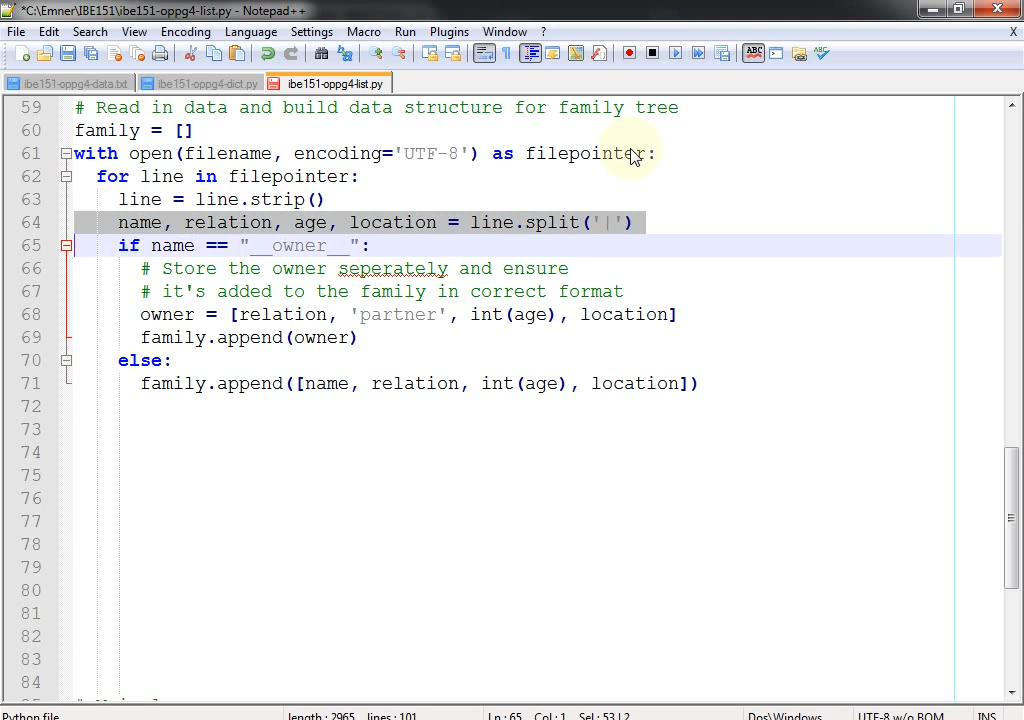 *C:\Emner\IBE151\ibe151-oppg4-list.py - Notepad++
File Edit Search View Encoding Language Settings Macro Run Plugins Window ? X
ibe151-oppg4-data.txt ibe151-oppg4-dict.py ibe151-oppg4-list.py
59 # Read in data and build data structure for family tree
60 family = []
61 with open(filename, encoding='UTF-8') as filepointer:
62 for line in filepointer:
63 line = line.strip()
64 name, relation, age, location = line.split('|')
65 if name == "__owner__":
66 # Store the owner seperately and ensure
67 # it's added to the family in correct format
68 owner = [relation, 'partner', int(age), location]
69 family.append(owner)
70 else:
71 family.append([name, relation, int(age), location])
72
73
74
75
76
77
78
79
80
81
82
83
84
Python file length : 2965 lines : 101 Ln : 65 Col : 1 Sel : 53 | 2 Dos\Windows UTF-8 w/o BOM INS